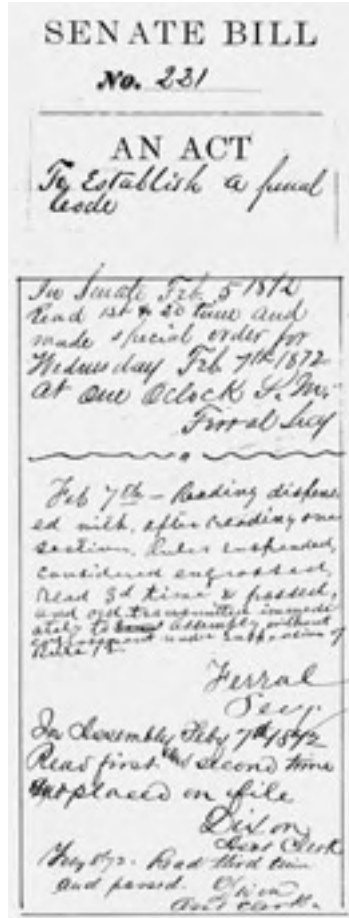 SENATE BILL
No. 221
AN ACT
To Establish a penal
code
In Senate Feb 5 1872
Read 1st & 2d time and
made special order for
Wednesday Feb 7th 1872
at one Oclock P.M.
Ferral Secy
Feb 7th — Reading dispens
ed with, after reading one
section, Rules suspended,
considered engrossed,
read 3d time & passed,
and ord transmitted immedi
ately to Assembly without
under suspension of
Rule
Ferral
Secy.
In Assembly Feby 7th 1872
Read first and second time
placed on file
Dixon
Asst Clerk
Feby 8/72. Read third time
and passed. Dixon
Asst Clerk.